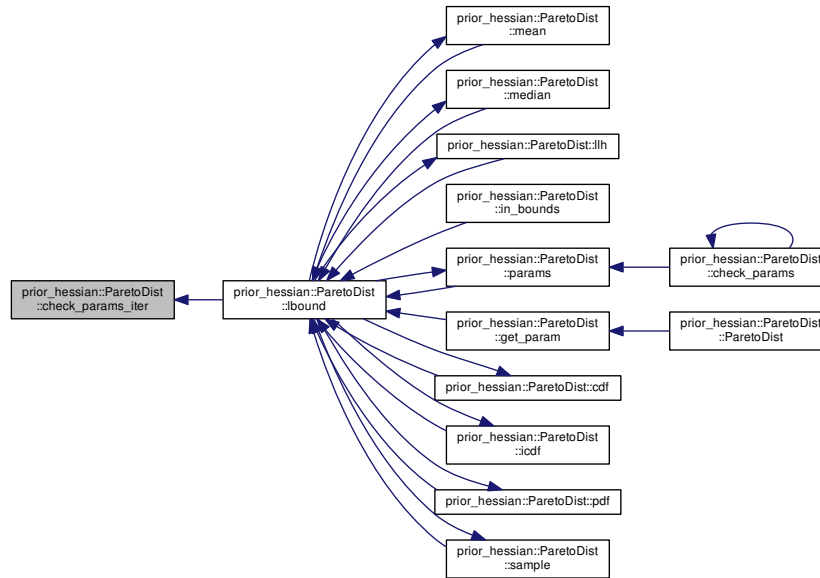 prior_hessian::ParetoDist
::mean
prior_hessian::ParetoDist
::median
prior_hessian::ParetoDist::llh
prior_hessian::ParetoDist
::in_bounds
prior_hessian::ParetoDist
::params
prior_hessian::ParetoDist
::check_params
prior_hessian::ParetoDist
::check_params_iter
prior_hessian::ParetoDist
::lbound
prior_hessian::ParetoDist
::get_param
prior_hessian::ParetoDist
::ParetoDist
prior_hessian::ParetoDist::cdf
prior_hessian::ParetoDist
::icdf
prior_hessian::ParetoDist::pdf
prior_hessian::ParetoDist
::sample